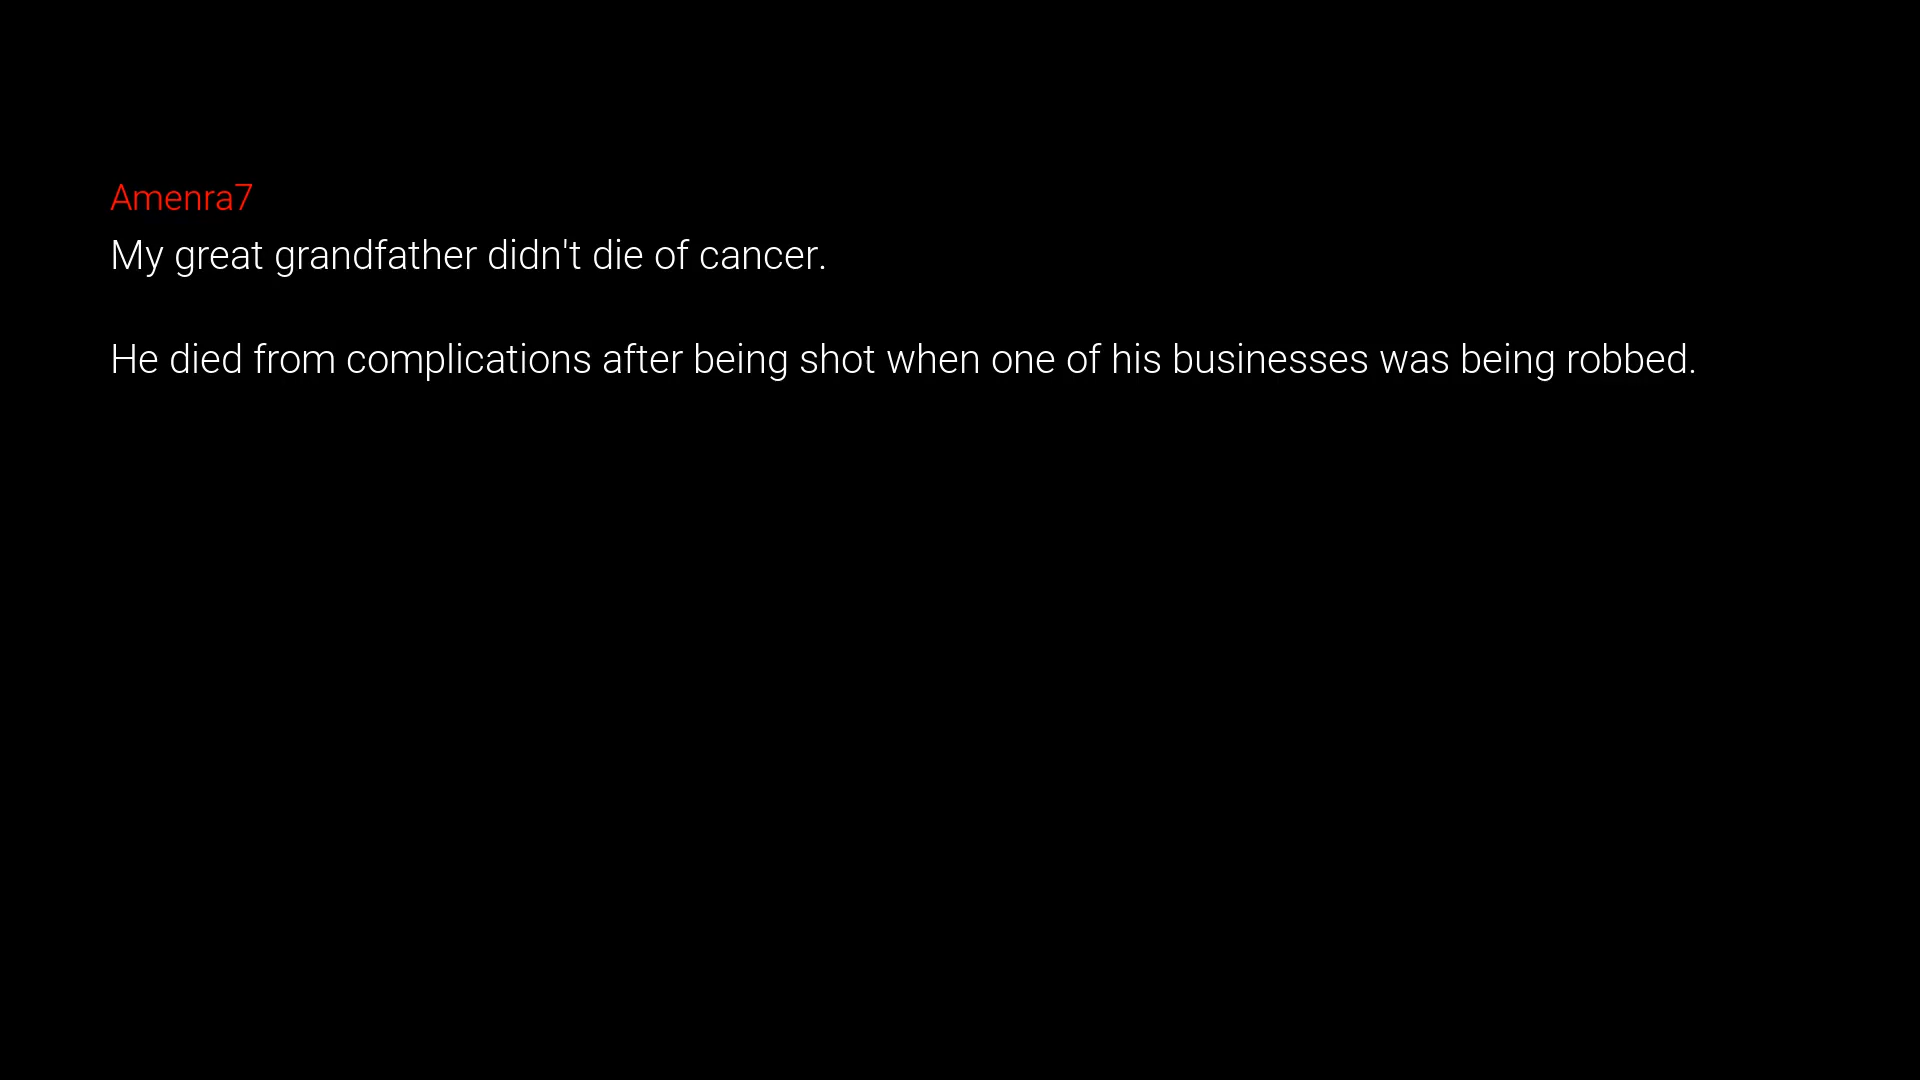 Amenra7
My great grandfather didn't die of cancer.
He died from complications after being shot when one of his businesses was being robbed.